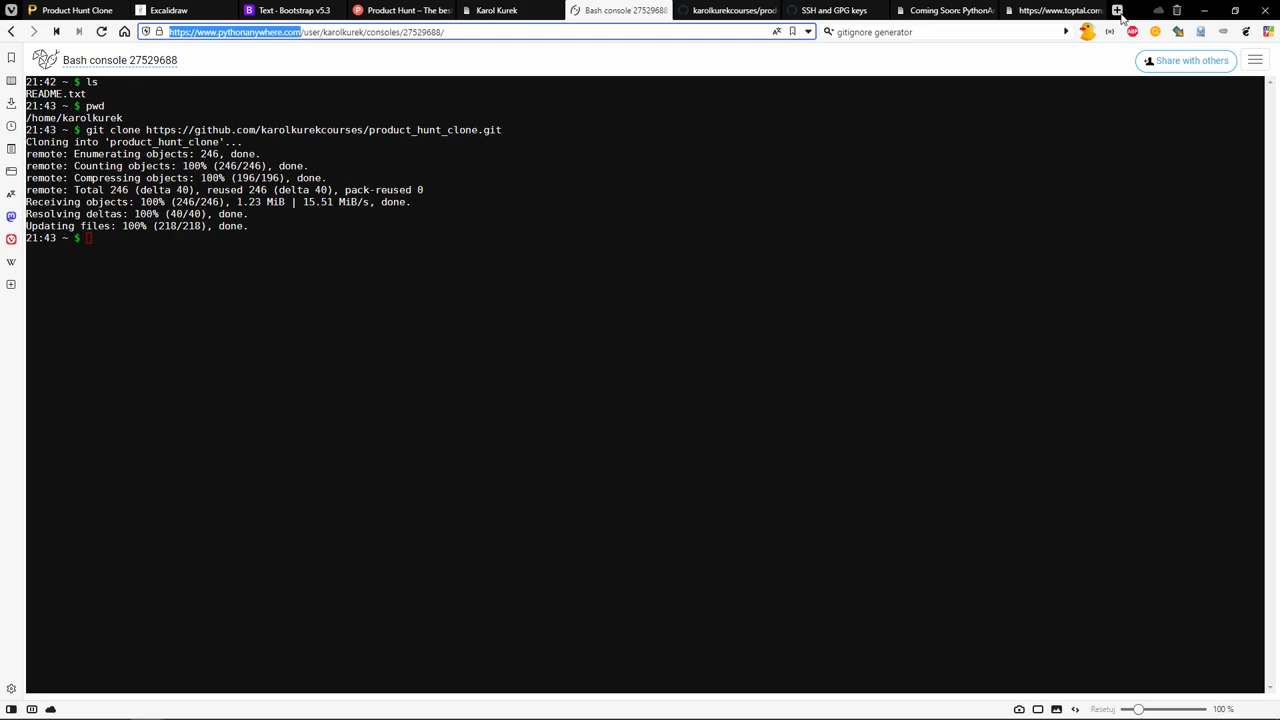 Product Hunt Clone
Excalidraw
Text · Bootstrap v5.3
Product Hunt – The bes
Karol Kurek
Bash console 27529688
karolkurekcourses/prod
SSH and GPG keys
Coming Soon: PythonA
https://www.toptal.com
https://www.pythonanywhere.com/user/karolkurek/consoles/27529688/
gitignore generator
Bash console 27529688
Share with others
21:42 ~ $ ls
README.txt
21:43 ~ $ pwd
/home/karolkurek
21:43 ~ $ git clone https://github.com/karolkurekcourses/product_hunt_clone.git
Cloning into 'product_hunt_clone'...
remote: Enumerating objects: 246, done.
remote: Counting objects: 100% (246/246), done.
remote: Compressing objects: 100% (196/196), done.
remote: Total 246 (delta 40), reused 246 (delta 40), pack-reused 0
Receiving objects: 100% (246/246), 1.23 MiB | 15.51 MiB/s, done.
Resolving deltas: 100% (40/40), done.
Updating files: 100% (218/218), done.
21:43 ~ $
Resetuj
100 %